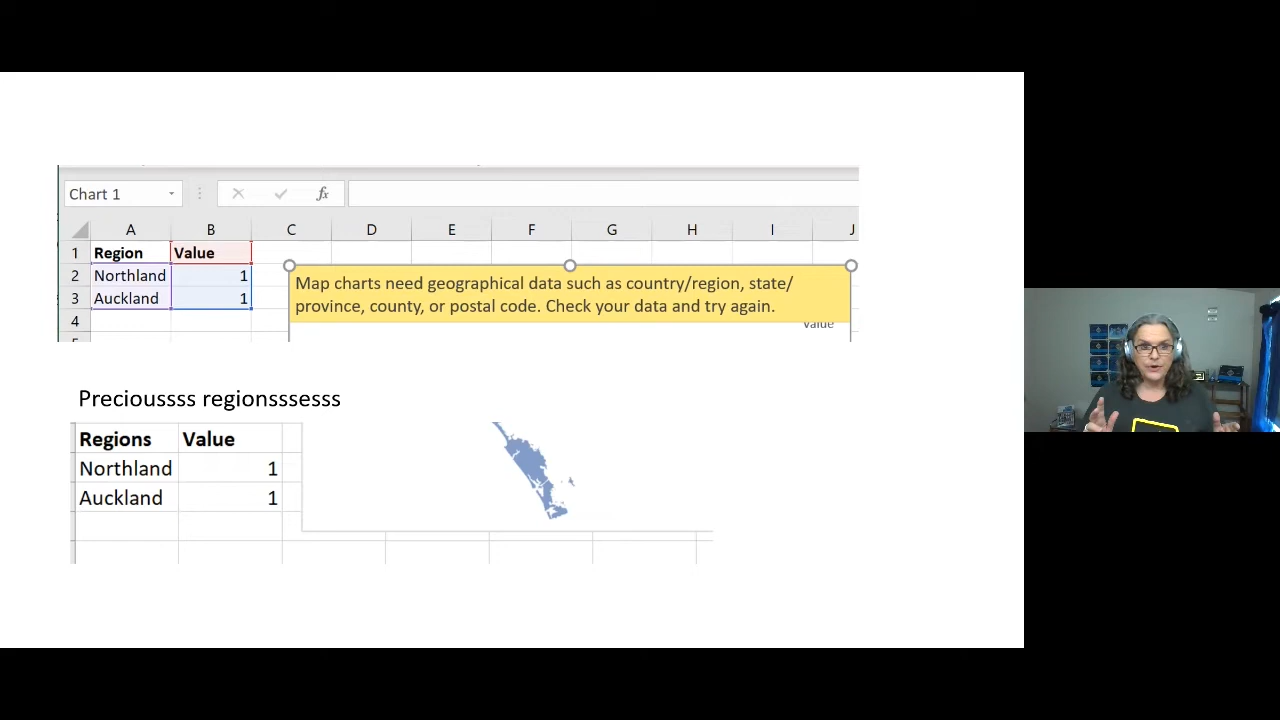 Chart 1 fx
A B C D E F G H I J
1 Region Value
2 Northland 1
3 Auckland 1
4
Map charts need geographical data such as country/region, state/
province, county, or postal code. Check your data and try again.
Value
Preciousssss regionsssesss
Regions Value
Northland 1
Auckland 1